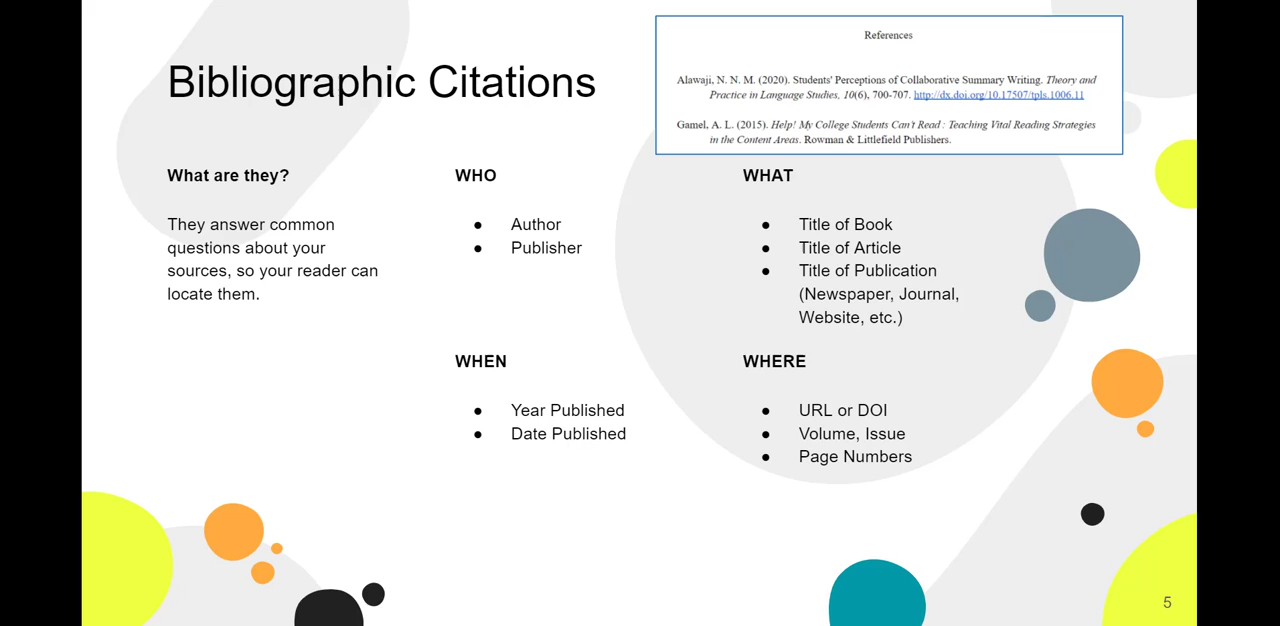 Bibliographic Citations
References
Alawaji, N. N. M. (2020). Students' Perceptions of Collaborative Summary Writing. Theory and
Practice in Language Studies, 10(6), 700-707. http://dx.doi.org/10.17507/tpls.1006.11
Gamel, A. L. (2015). Help! My College Students Can't Read : Teaching Vital Reading Strategies
in the Content Areas. Rowman & Littlefield Publishers.
What are they?
They answer common
questions about your
sources, so your reader can
locate them.
WHO
● Author
● Publisher
WHAT
● Title of Book
● Title of Article
● Title of Publication
(Newspaper, Journal,
Website, etc.)
WHEN
● Year Published
● Date Published
WHERE
● URL or DOI
● Volume, Issue
● Page Numbers
5